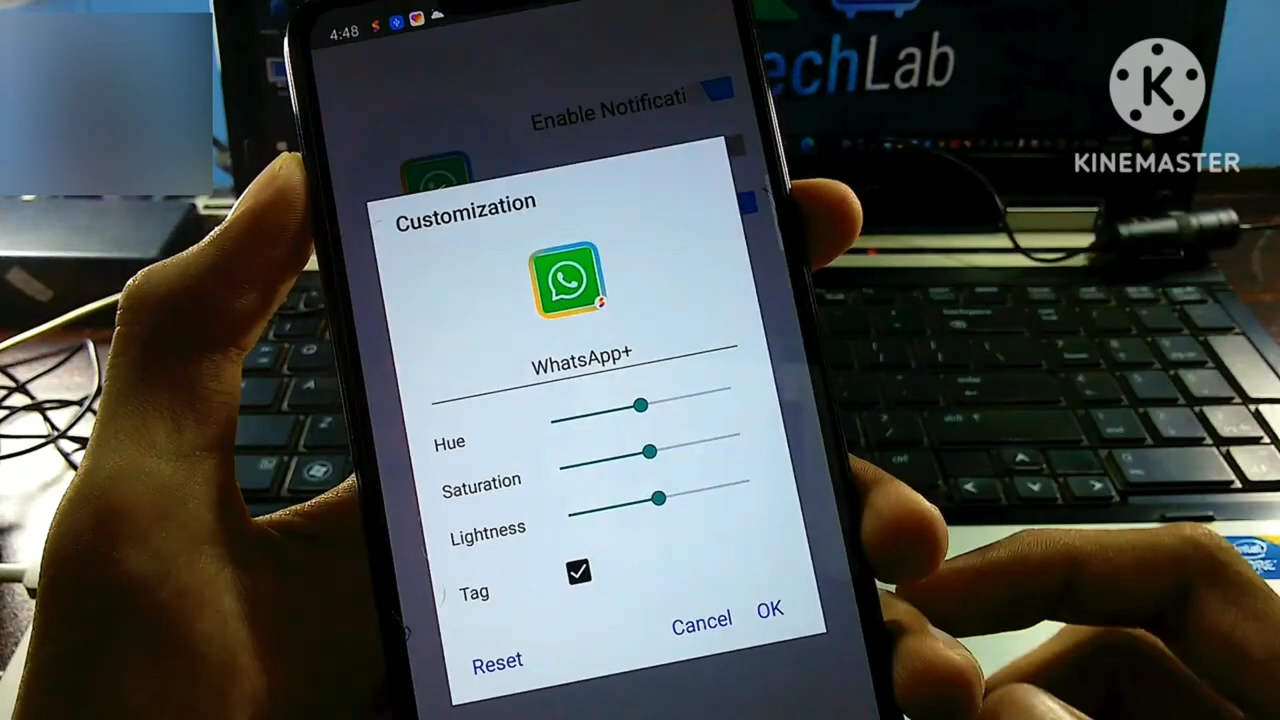 4:48
echLab
KINEMASTER
Enable Notificati
Customization
WhatsApp+
Hue
Saturation
Lightness
Tag
Cancel OK
Reset